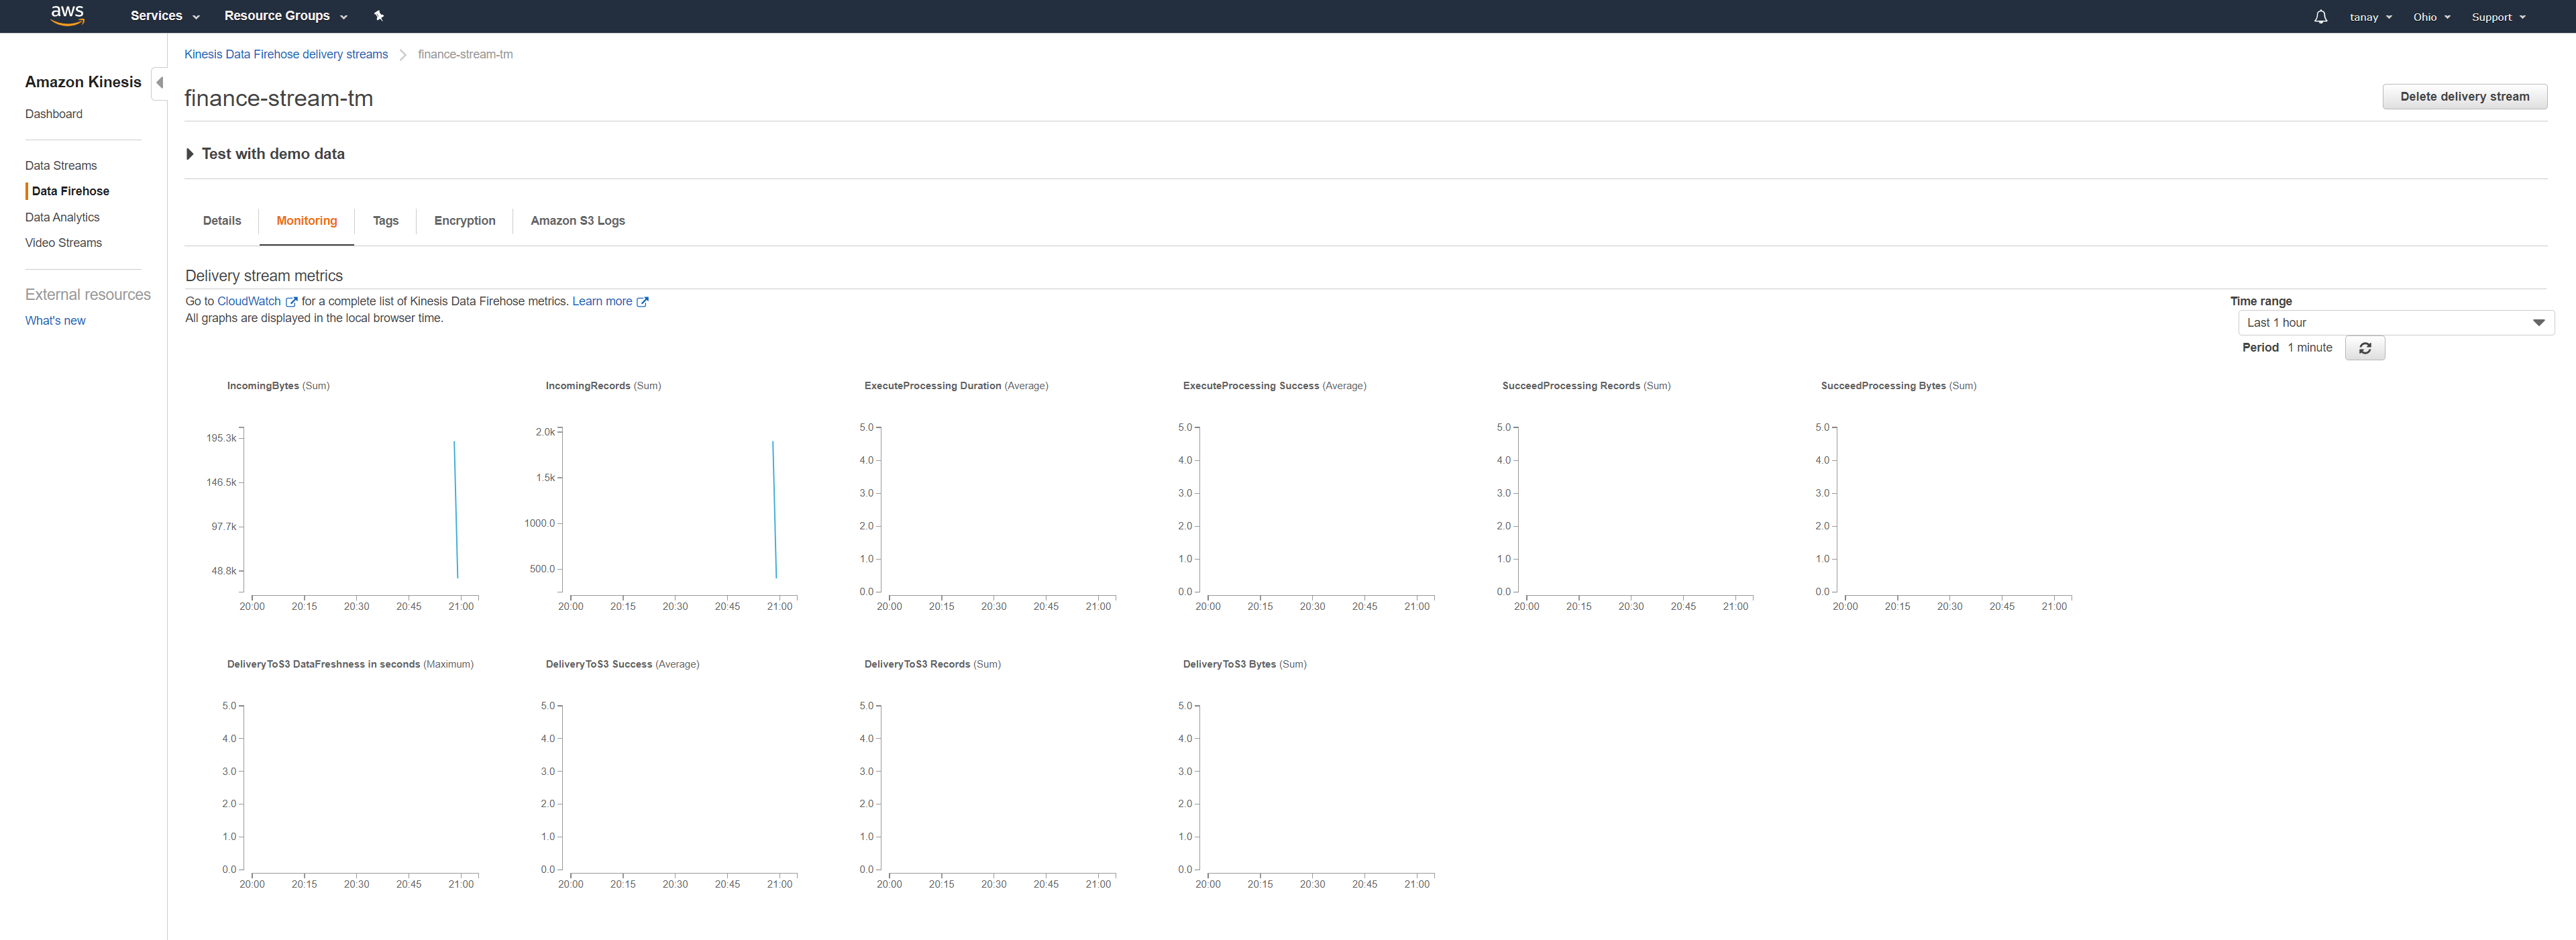 aws Services Resource Groups tanay Ohio Support
Amazon Kinesis
Dashboard
Data Streams
Data Firehose
Data Analytics
Video Streams
External resources
What's new
Kinesis Data Firehose delivery streams finance-stream-tm
finance-stream-tm
Delete delivery stream
Test with demo data
Details Monitoring Tags Encryption Amazon S3 Logs
Delivery stream metrics
Go to CloudWatch for a complete list of Kinesis Data Firehose metrics. Learn more
All graphs are displayed in the local browser time.
Time range
Last 1 hour
Period 1 minute
IncomingBytes (Sum)
195.3k
146.5k
97.7k
48.8k
20:00 20:15 20:30 20:45 21:00
IncomingRecords (Sum)
2.0k
1.5k
1000.0
500.0
20:00 20:15 20:30 20:45 21:00
ExecuteProcessing Duration (Average)
5.0
4.0
3.0
2.0
1.0
0.0
20:00 20:15 20:30 20:45 21:00
ExecuteProcessing Success (Average)
5.0
4.0
3.0
2.0
1.0
0.0
20:00 20:15 20:30 20:45 21:00
SucceedProcessing Records (Sum)
5.0
4.0
3.0
2.0
1.0
0.0
20:00 20:15 20:30 20:45 21:00
SucceedProcessing Bytes (Sum)
5.0
4.0
3.0
2.0
1.0
0.0
20:00 20:15 20:30 20:45 21:00
DeliveryToS3 DataFreshness in seconds (Maximum)
5.0
4.0
3.0
2.0
1.0
0.0
20:00 20:15 20:30 20:45 21:00
DeliveryToS3 Success (Average)
5.0
4.0
3.0
2.0
1.0
0.0
20:00 20:15 20:30 20:45 21:00
DeliveryToS3 Records (Sum)
5.0
4.0
3.0
2.0
1.0
0.0
20:00 20:15 20:30 20:45 21:00
DeliveryToS3 Bytes (Sum)
5.0
4.0
3.0
2.0
1.0
0.0
20:00 20:15 20:30 20:45 21:00